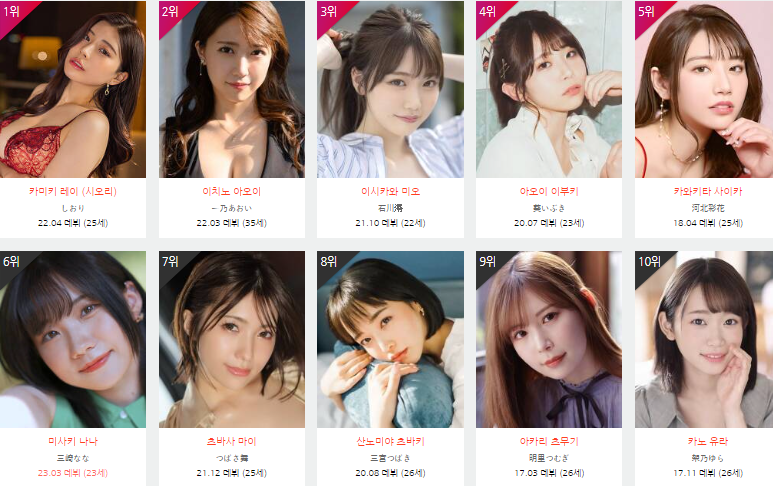 1위
2위
3위
4위
5위
카미키 레이 (시오리)
이치노 아오이
이시카와 미오
아오이 이부키
카와키타 사이카
しおり
一乃あおい
石川澪
葵いぶき
河北彩花
22.04 데뷔 (25세)
22.03 데뷔 (35세)
21.10 데뷔 (22세)
20.07 데뷔 (23세)
18.04 데뷔 (25세)
6위
7위
8위
9위
10위
미사키 나나
츠바사 마이
산노미야 츠바키
아카리 츠무기
카노 유라
三崎なな
つばさ舞
三宮つばき
明里つむぎ
架乃ゆら
23.03 데뷔 (23세)
21.12 데뷔 (25세)
20.08 데뷔 (26세)
17.03 데뷔 (26세)
17.11 데뷔 (26세)